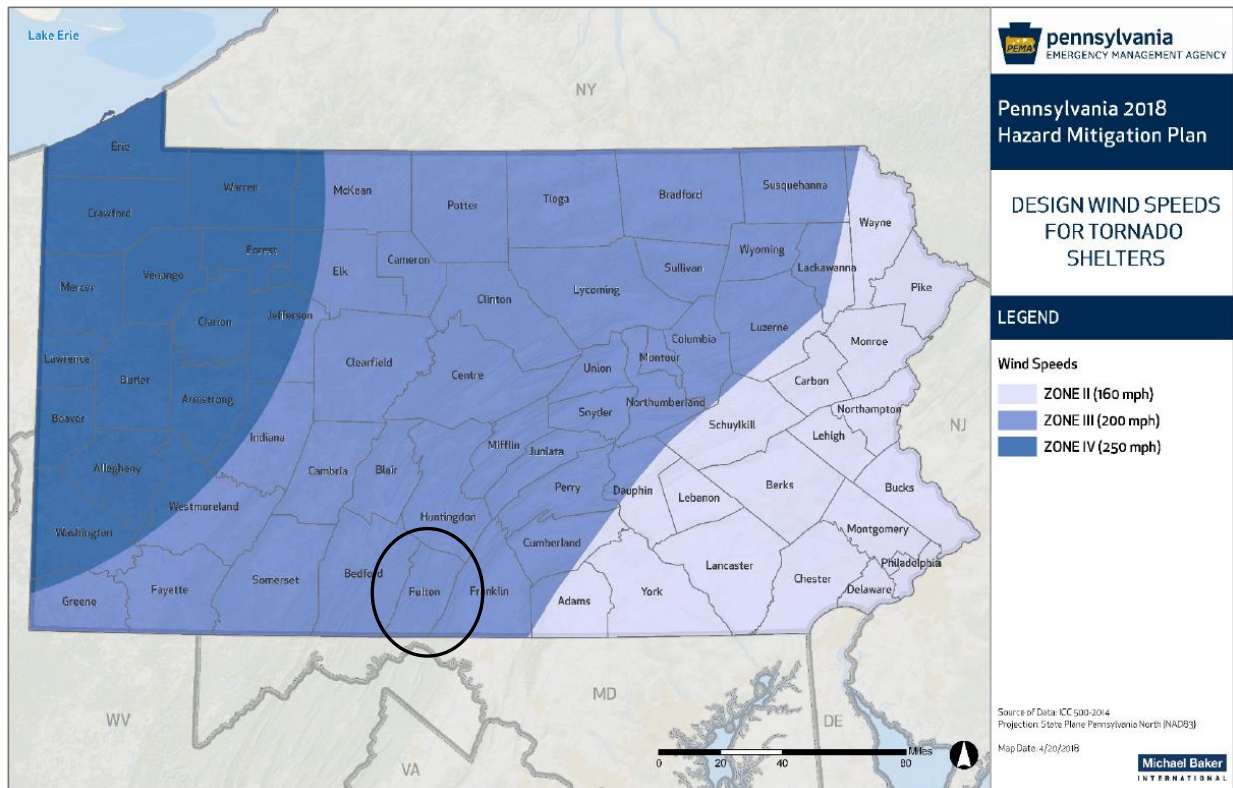 Lake Erie
NY
Erie
Warren
McKean
Potter
Tioga
Bradford
Susquehanna
Wayne
Crawford
Forest
Elk
Cameron
Sullivan
Wyoming
Lackawanna
Pike
Mercer
Venango
Clarion
Jefferson
Clinton
Lycoming
Luzerne
Columbia
Monroe
Lawrence
Butler
Clearfield
Centre
Union
Montour
Carbon
Beaver
Armstrong
Snyder
Northumberland
Northampton
Schuylkill
Lehigh
NJ
Indiana
Mifflin
Juniata
Allegheny
Cambria
Blair
Perry
Dauphin
Berks
Bucks
Westmoreland
Lebanon
Huntingdon
Washington
Cumberland
Montgomery
Philadelphia
Lancaster
Greene
Fayette
Somerset
Bedford
Fulton
Franklin
Adams
York
Chester
Delaware
MD
WV
DE
VA
0 20 40 80
Miles
PEMA
pennsylvania
EMERGENCY MANAGEMENT AGENCY
Pennsylvania 2018
Hazard Mitigation Plan
DESIGN WIND SPEEDS
FOR TORNADO
SHELTERS
LEGEND
Wind Speeds
ZONE II (160 mph)
ZONE III (200 mph)
ZONE IV (250 mph)
Source of Data: ICC 500-2014
Projection: State Plane Pennsylvania North (NAD83)
Map Date: 4/20/2018
Michael Baker
INTERNATIONAL